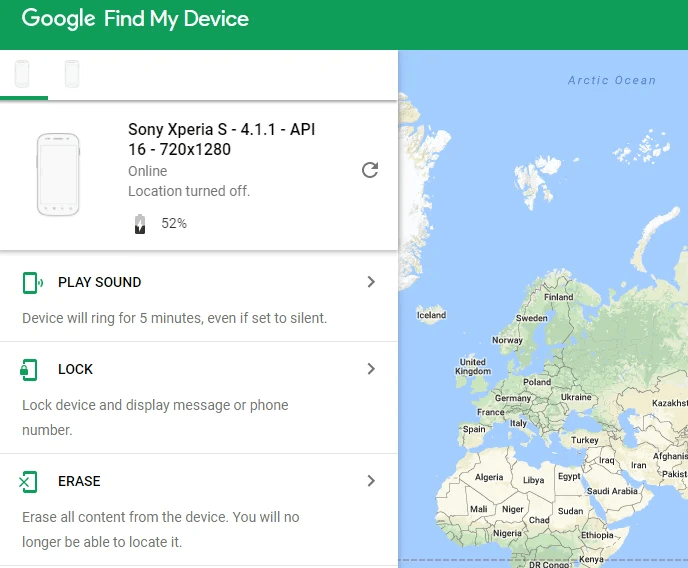 Google Find My Device
Sony Xperia S - 4.1.1 - API
16 - 720x1280
Online
Location turned off.
52%
PLAY SOUND
Device will ring for 5 minutes, even if set to silent.
LOCK
Lock device and display message or phone
number.
ERASE
Erase all content from the device. You will no
longer be able to locate it.
Arctic Ocean
Iceland
Finland
Sweden
Norway
United
Kingdom
Poland
Germany
Ukraine
France
Italy
Spain
Turkey
Kazakhst
Iraq
Iran
Afghanis
Pakist
Algeria
Libya
Egypt
Saudi Arabia
Mali
Niger
Chad
Sudan
Nigeria
Ethiopia
Kenya
DR Congo